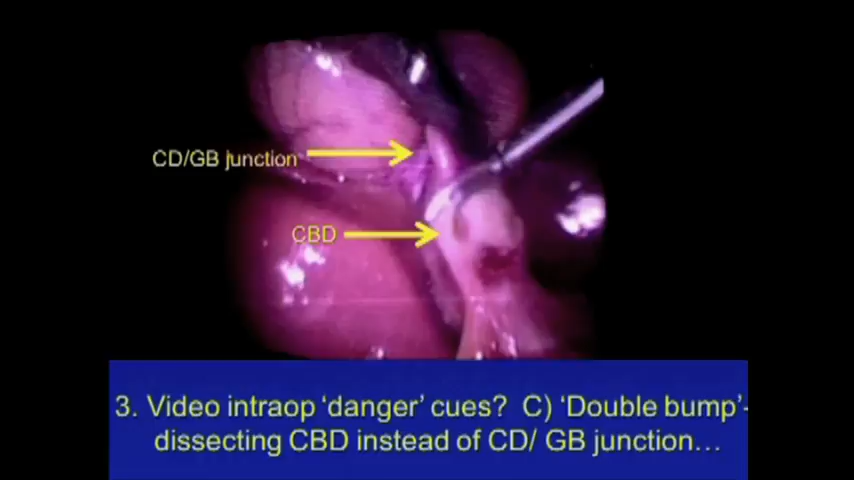 CD/GB junction
CBD
3. Video intraop ‘danger’ cues?  C) ‘Double bump’-
dissecting CBD instead of CD/ GB junction…